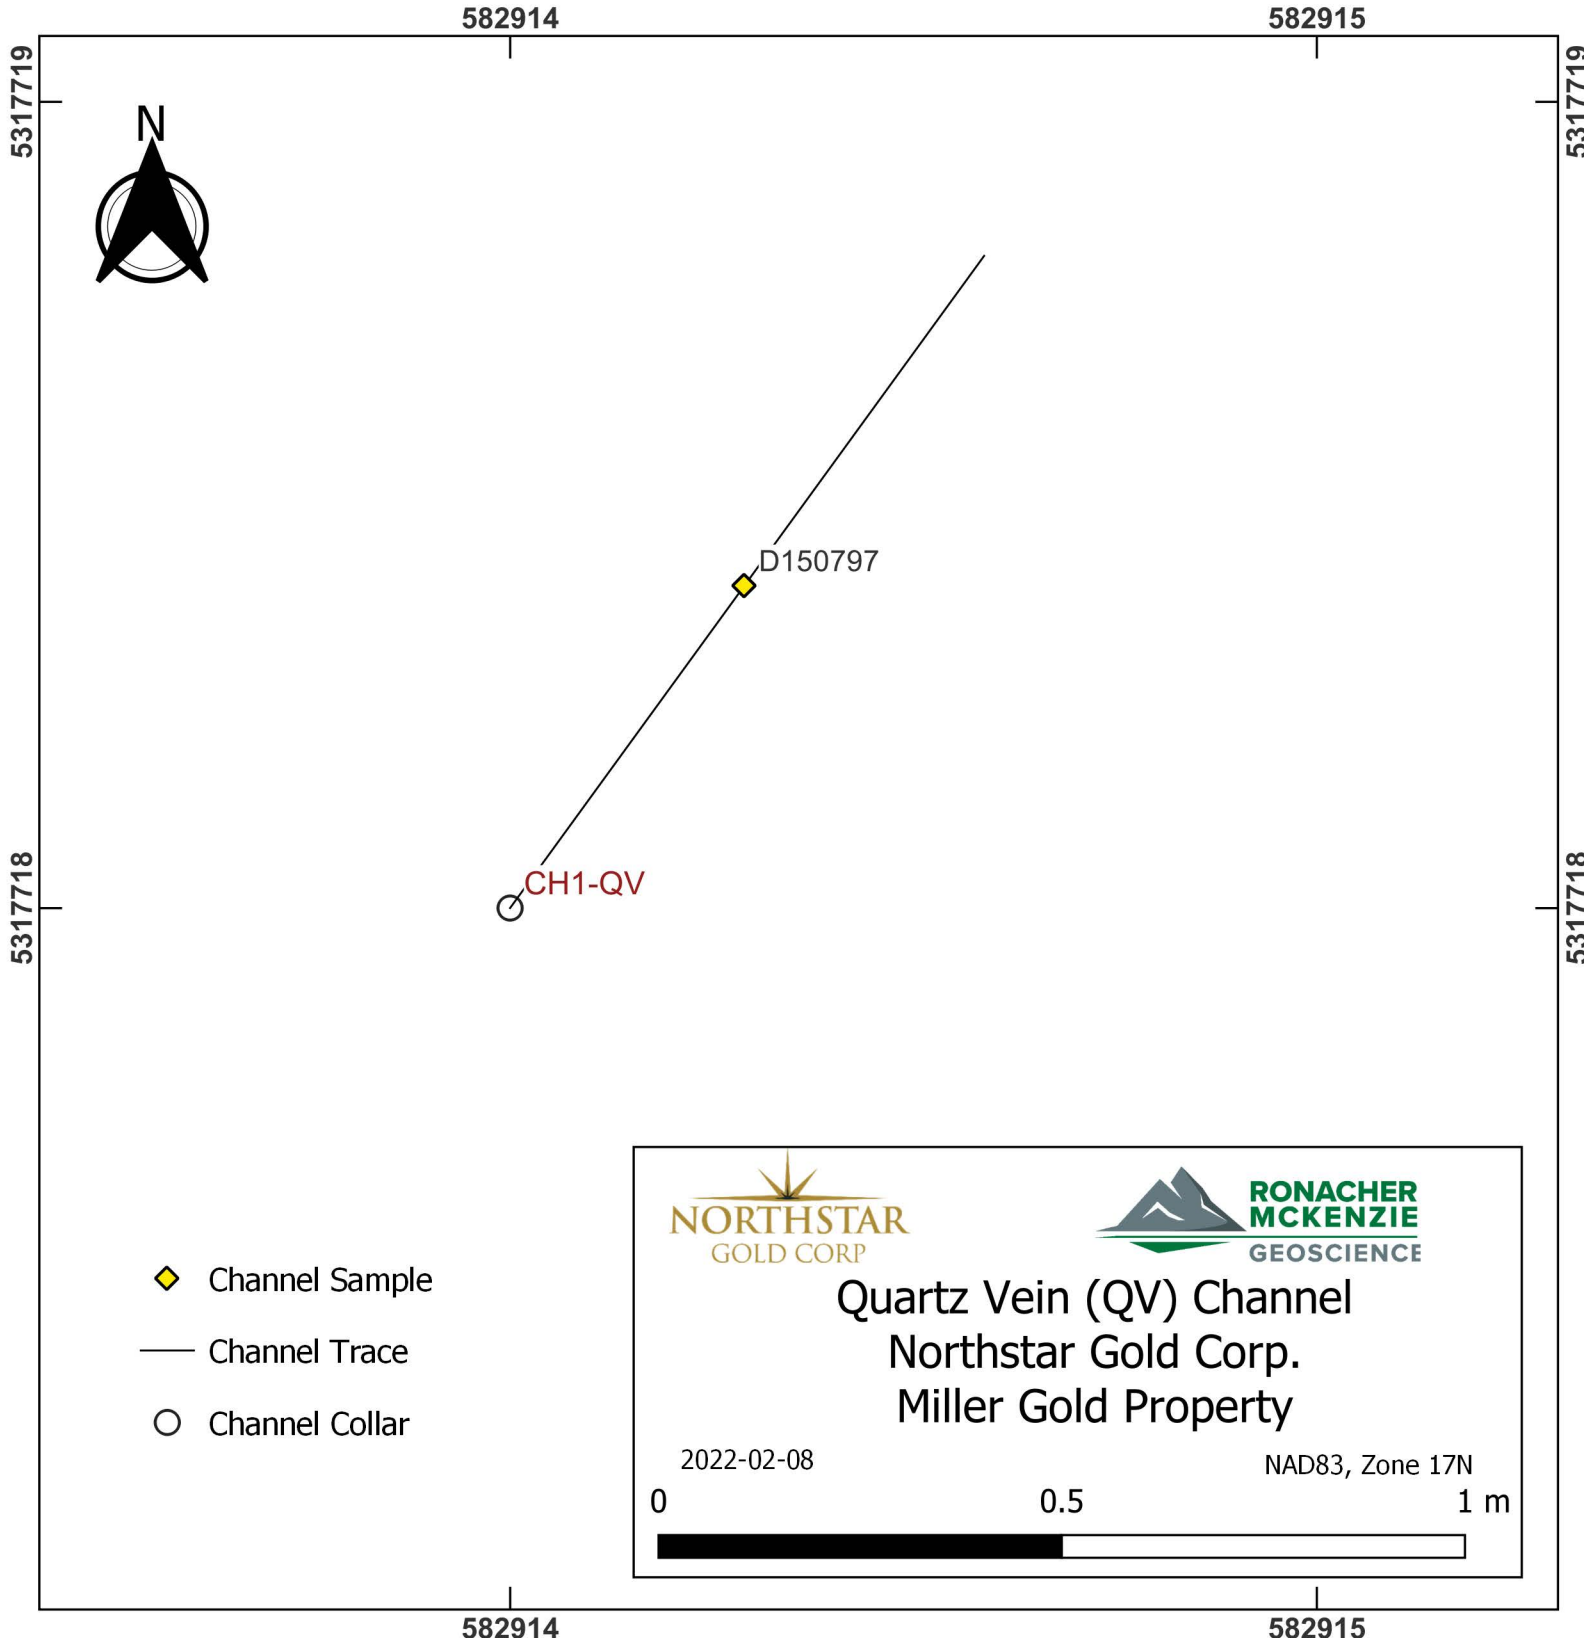 582914
582915
5317719
5317719
N
D150797
CH1-QV
5317718
5317718
NORTHSTAR
GOLD CORP
RONACHER
MCKENZIE
GEOSCIENCE
Channel Sample
Channel Trace
Channel Collar
Quartz Vein (QV) Channel
Northstar Gold Corp.
Miller Gold Property
2022-02-08
NAD83, Zone 17N
0 0.5 1 m
582914
582915